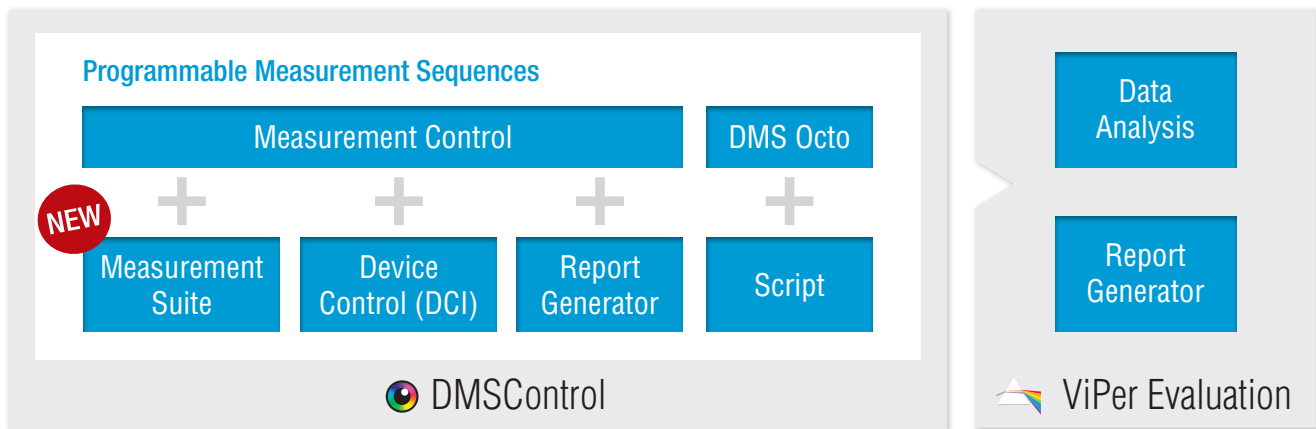 Programmable Measurement Sequences
Measurement Control
DMS Octo
NEW
Measurement
Suite
Device
Control (DCI)
Report
Generator
Script
DMSControl
Data
Analysis
Report
Generator
ViPer Evaluation